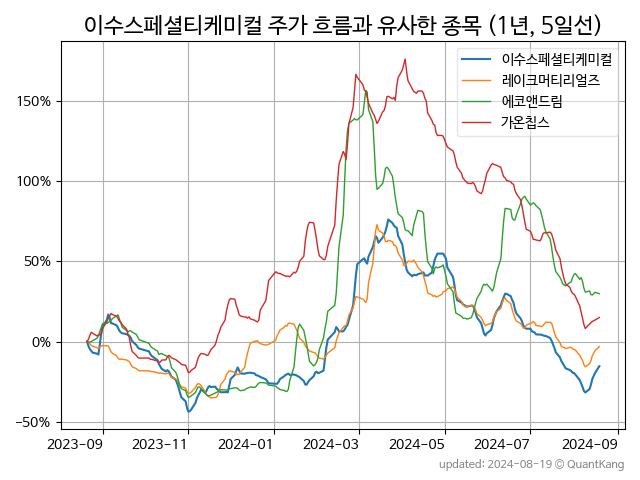 이수스페셜티케미컬 주가 흐름과 유사한 종목 (1년, 5일선)
이수스페셜티케미컬
레이크머티리얼즈
에코앤드림
가온칩스
150%
100%
50%
0%
−50%
2023-09 2023-11 2024-01 2024-03 2024-05 2024-07 2024-09
updated: 2024-08-19 © QuantKang